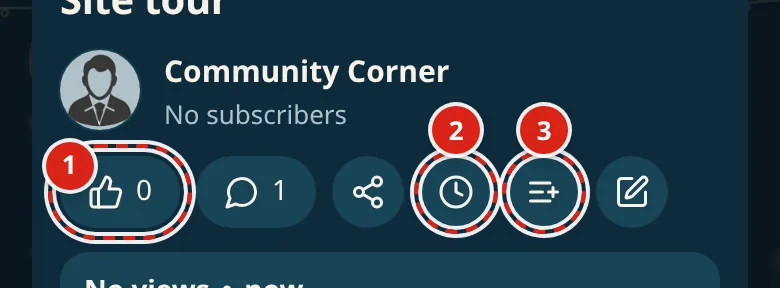 Site tour
Community Corner
No subscribers
2 3
1
0 1
No views • now